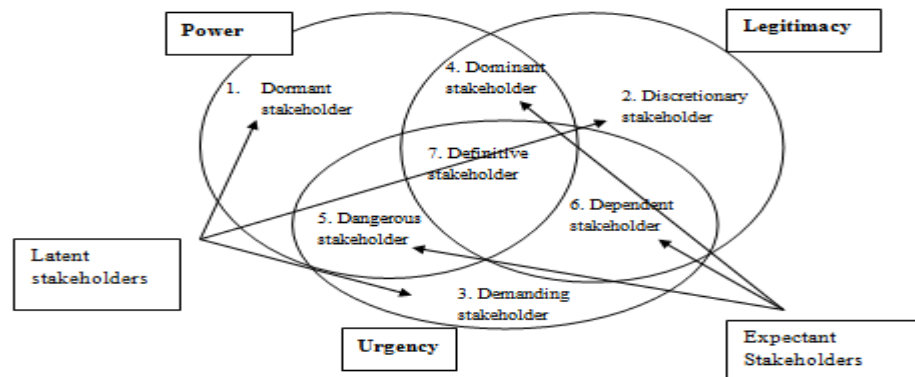 Power
Legitimacy
1. Dormant
stakeholder
4. Dominant
stakeholder
2. Discretionary
stakeholder
7. Definitive
stakeholder
5. Dangerous
stakeholder
6. Dependent
stakeholder
Latent
stakeholders
3. Demanding
stakeholder
Urgency
Expectant
Stakeholders